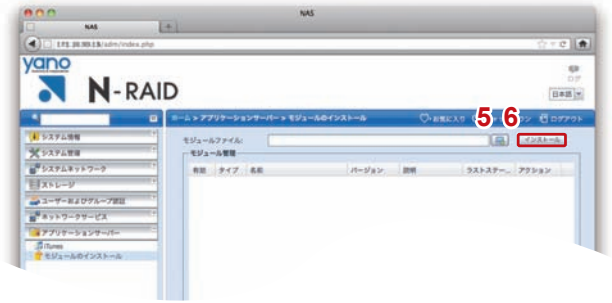 NAS
NAS
/adm/index.php
yano
N-RAID
ログ
日本語
ホーム > アプリケーションサーバー > モジュールのインストール
お気に入り
ログアウト
5 6
システム情報
システム管理
システムネットワーク
ストレージ
ユーザーおよびグループ認証
ネットワークサービス
アプリケーションサーバー
iTunes
モジュールのインストール
モジュールファイル:
インストール
モジュール管理
有効 タイプ 名前 バージョン 説明 ラストステー... アクション